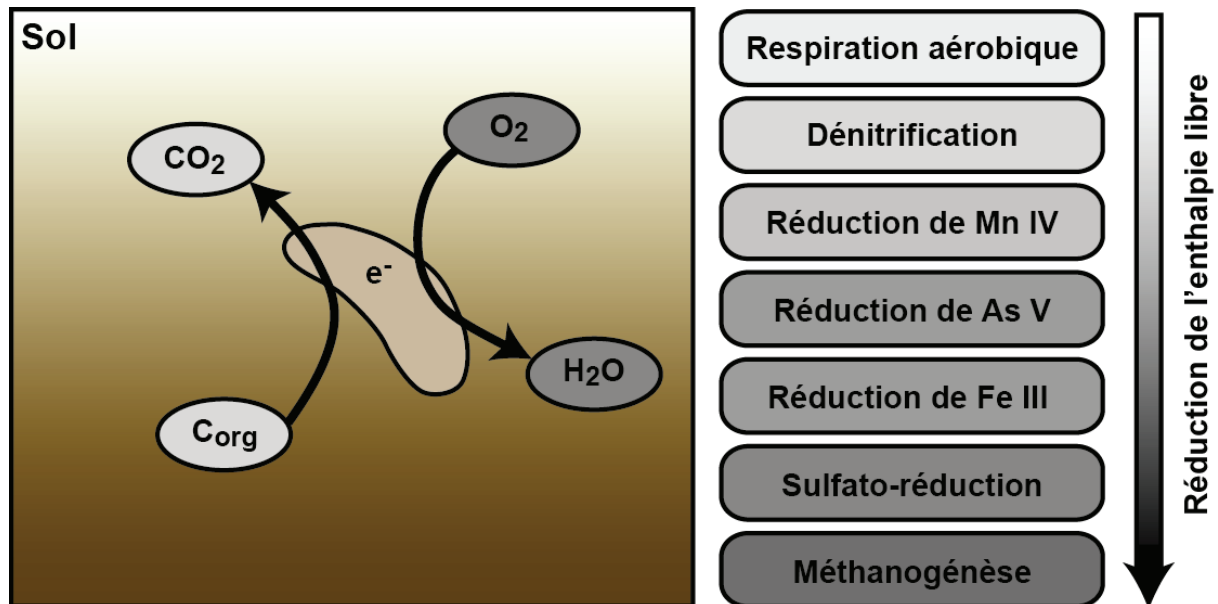 Sol
CO2
O2
e-
H2O
Corg
Respiration aérobique
Dénitrification
Réduction de Mn IV
Réduction de As V
Réduction de Fe III
Sulfato-réduction
Méthanogénèse
Réduction de l'enthalpie libre